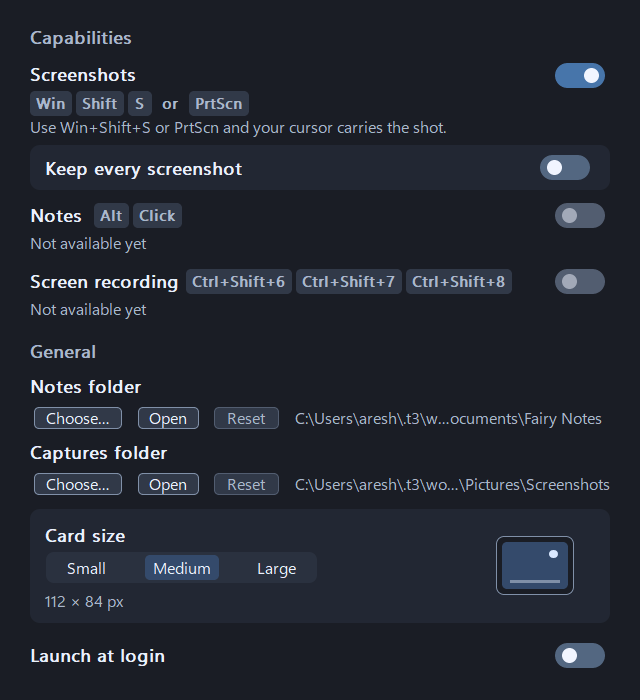 Capabilities
Screenshots
Win Shift S or PrtScn
Use Win+Shift+S or PrtScn and your cursor carries the shot.
Keep every screenshot
Notes Alt Click
Not available yet
Screen recording Ctrl+Shift+6 Ctrl+Shift+7 Ctrl+Shift+8
Not available yet
General
Notes folder
Choose... Open Reset C:\Users\aresh\.t3\w...ocuments\Fairy Notes
Captures folder
Choose... Open Reset C:\Users\aresh\.t3\wo...\Pictures\Screenshots
Card size
Small Medium Large
112 × 84 px
Launch at login